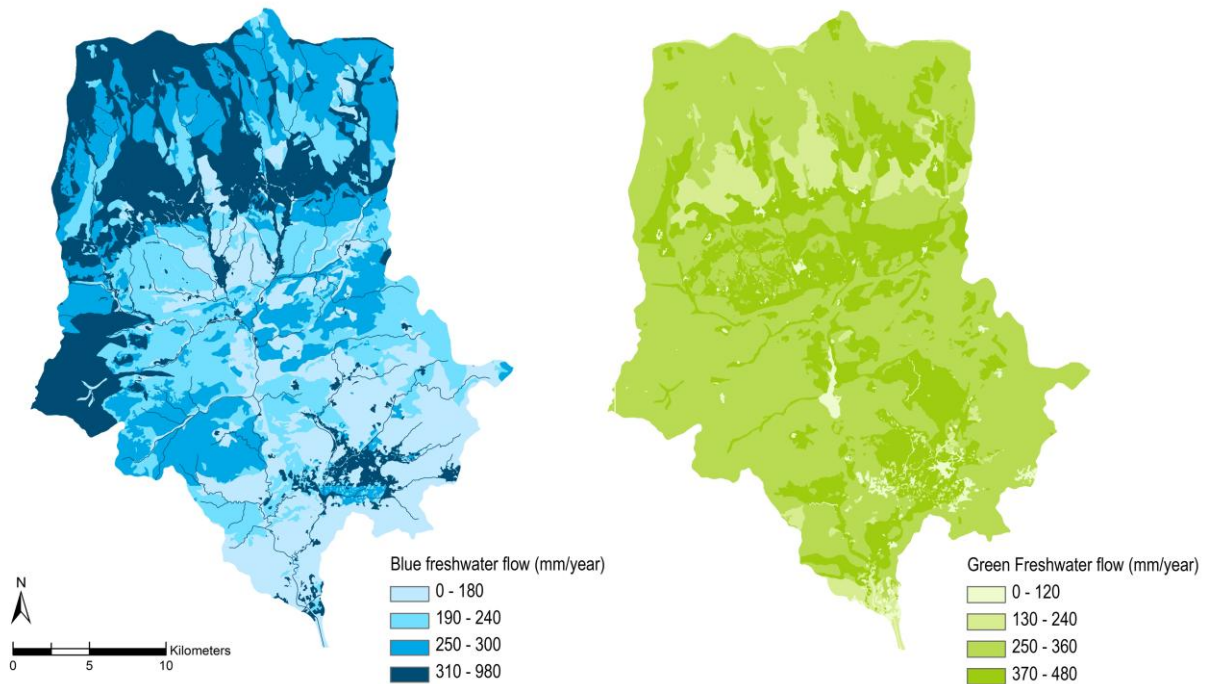 Blue freshwater flow (mm/year)
0 - 180
190 - 240
250 - 300
310 - 980
N
Kilometers
0 5 10
Green Freshwater flow (mm/year)
0 - 120
130 - 240
250 - 360
370 - 480